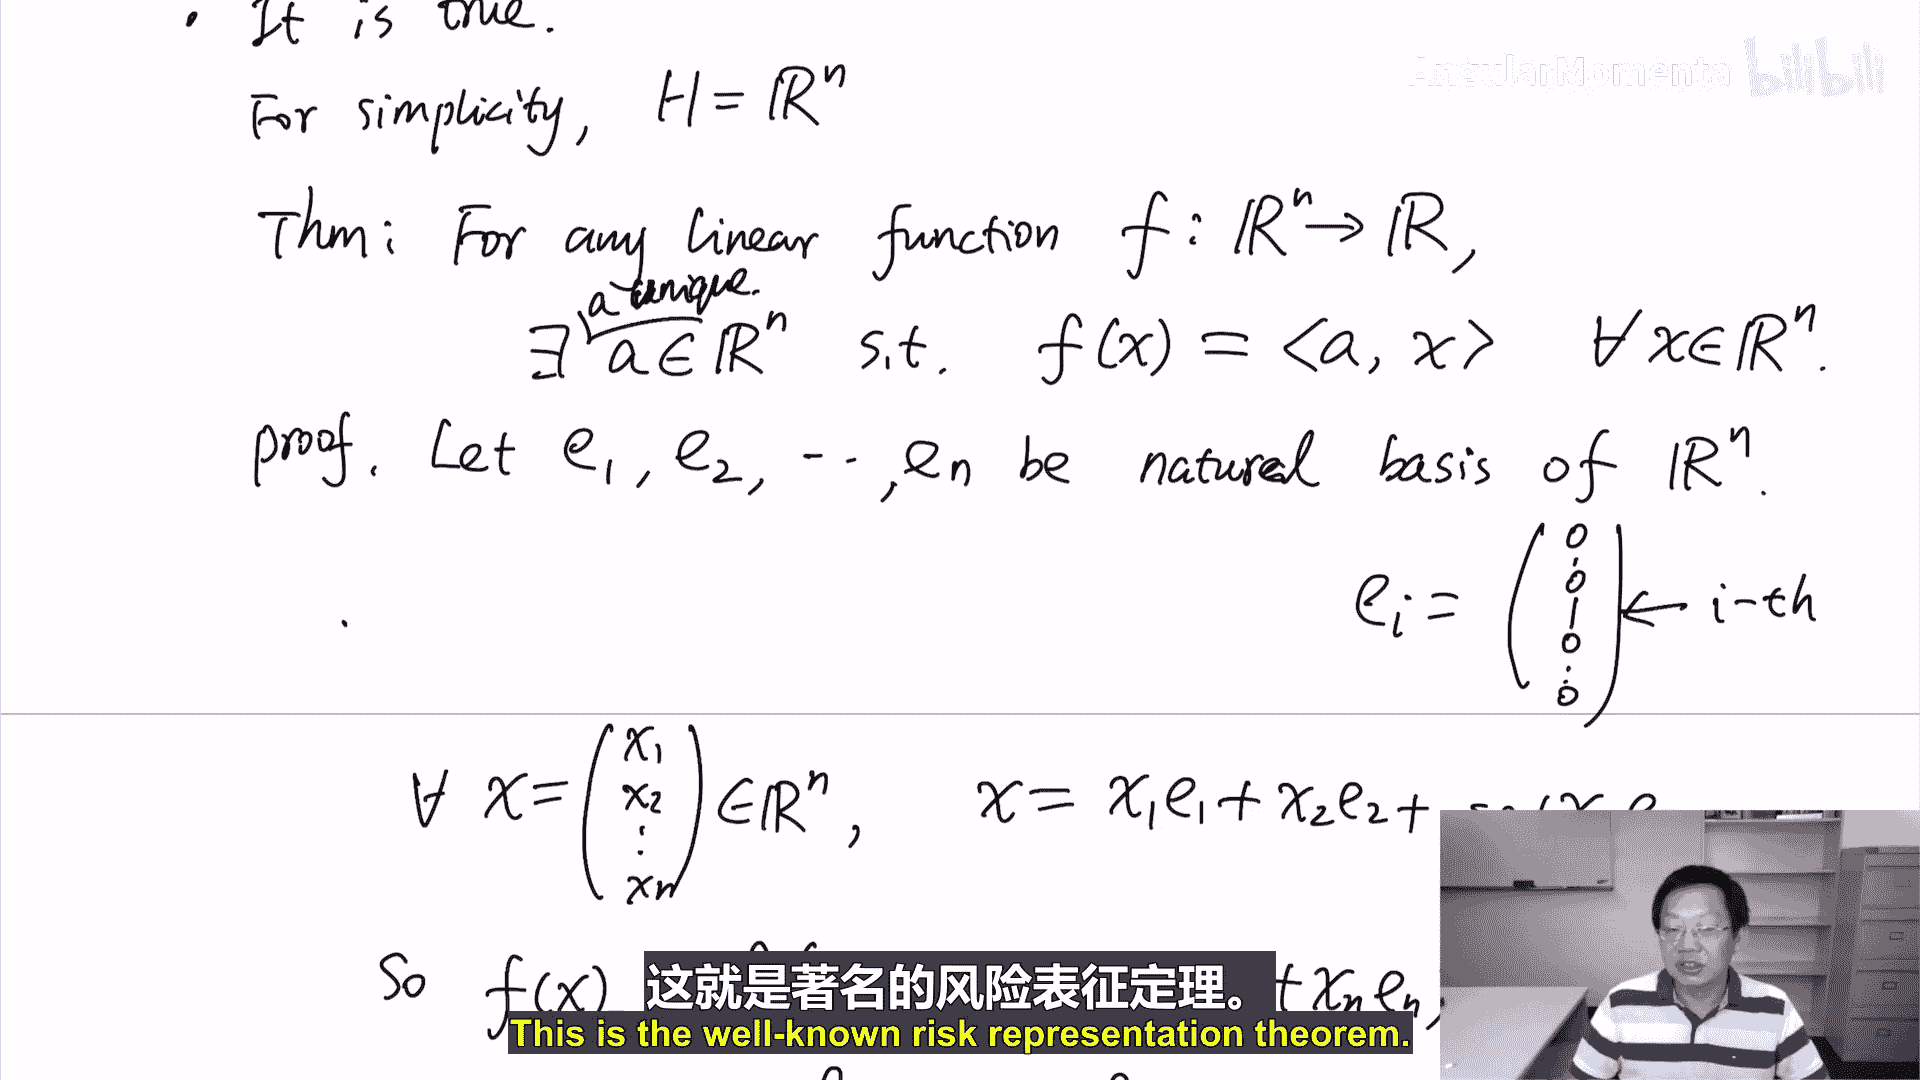 • It is true.
For simplicity, H = ℝⁿ
bilibili
Thm: For any linear function f: ℝⁿ → ℝ,
a unique
∃ a ∈ ℝⁿ s.t. f(x) = <a, x> ∀ x ∈ ℝⁿ.
proof. Let e₁, e₂, ---, eₙ be natural basis of ℝⁿ.
eᵢ = (0 ⋮ 0 1 0 ⋮ 0) ← i-th
∀ x = (x₁ x₂ ⋮ xₙ) ∈ ℝⁿ, x = x₁e₁ + x₂e₂ +
So f(x) + xₙeₙ
这就是著名的风险表征定理。
This is the well-known risk representation theorem.